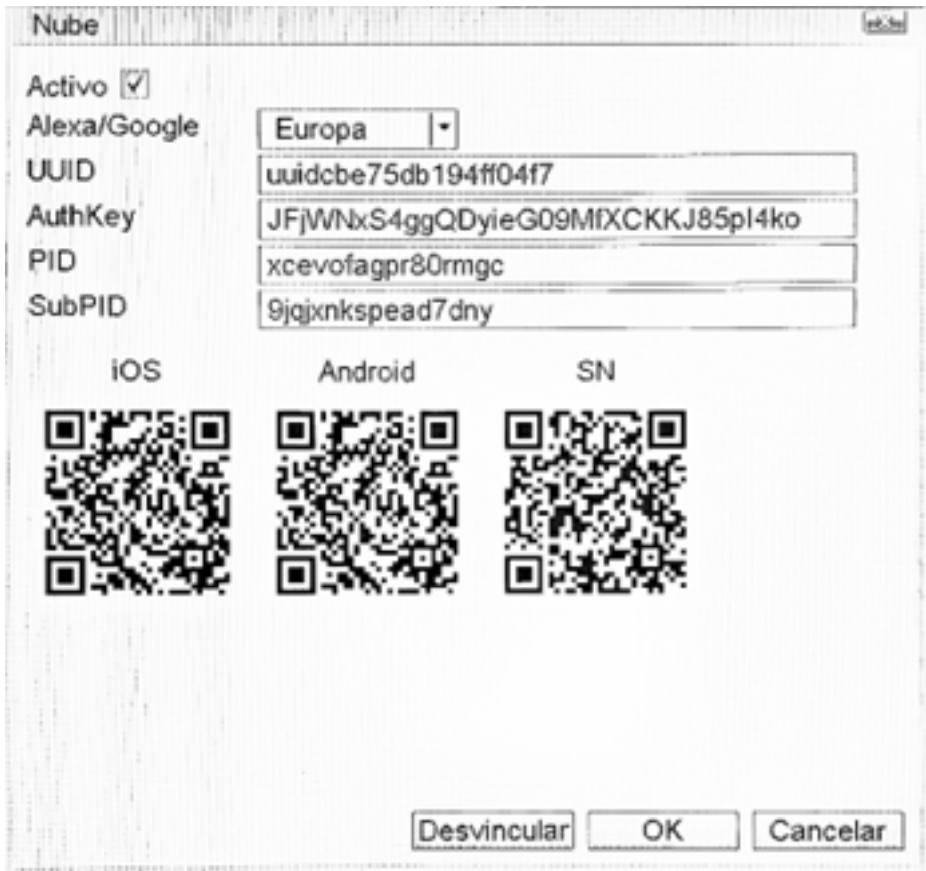 Nube
Activo
Alexa/Google Europa
UUID uuidcbe75db194ff04f7
AuthKey JFjWNxS4ggQDyieG09MfXCKKJ85pI4ko
PID xcevofagpr80rmgc
SubPID 9jqjxnkspead7dny
iOS Android SN
Desvincular OK Cancelar